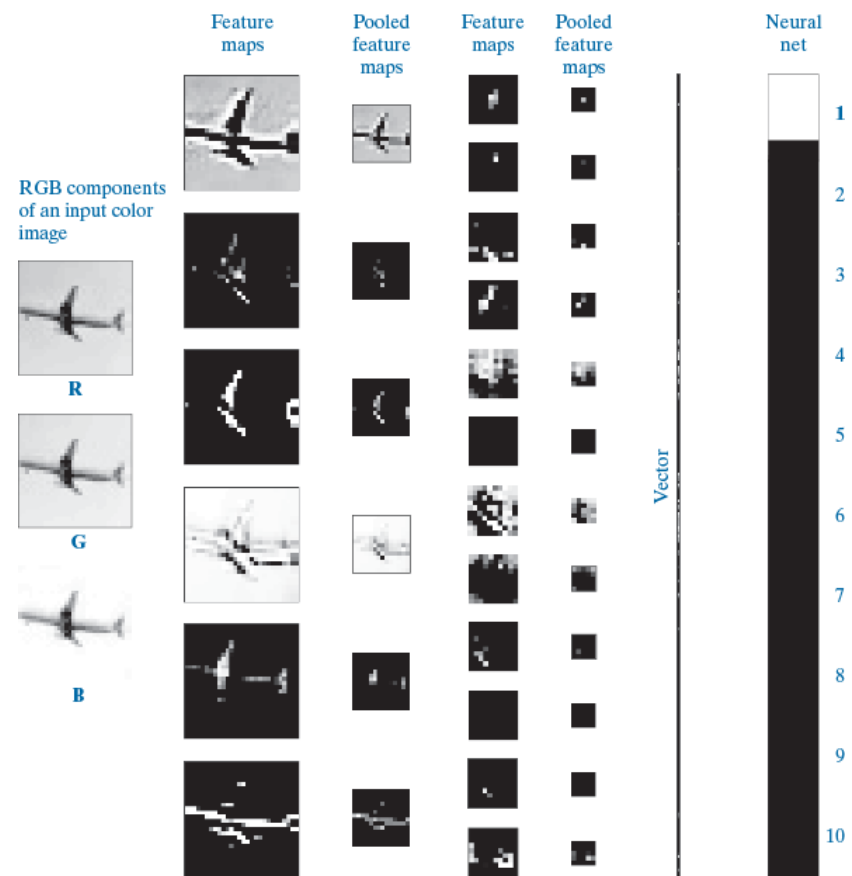 Feature
maps
Pooled
feature
maps
Feature
maps
Pooled
feature
maps
Neural
net
RGB components
of an input color
image
R
G
B
Vector
1
2
3
4
5
6
7
8
9
10